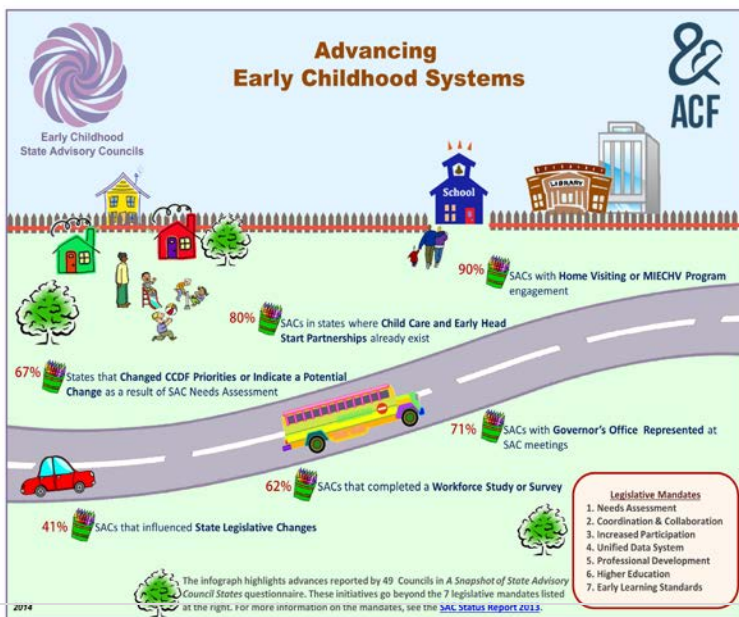 Advancing
Early Childhood Systems
Early Childhood
State Advisory Councils
ACF
School
LIBRARY
90% SACs with Home Visiting or MIECHV Program
engagement
80% SACs in states where Child Care and Early Head
Start Partnerships already exist
67% States that Changed CCDF Priorities or Indicate a Potential
Change as a result of SAC Needs Assessment
71% SACs with Governor's Office Represented at
SAC meetings
62% SACs that completed a Workforce Study or Survey
41% SACs that influenced State Legislative Changes
Legislative Mandates
1. Needs Assessment
2. Coordination & Collaboration
3. Increased Participation
4. Unified Data System
5. Professional Development
6. Higher Education
7. Early Learning Standards
The infograph highlights advances reported by 49 Councils in A Snapshot of State Advisory
Council States questionnaire. These initiatives go beyond the 7 legislative mandates listed
at the right. For more information on the mandates, see the SAC Status Report 2013.
2014